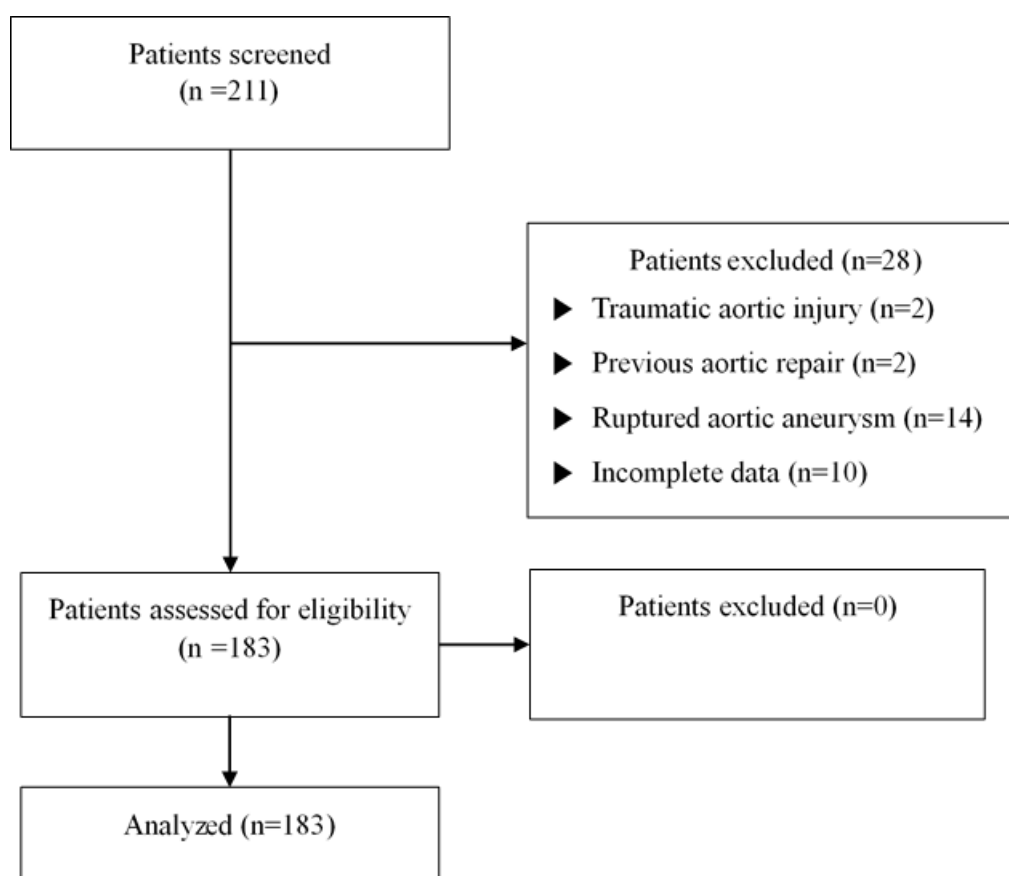 Patients screened
(n =211)
Patients excluded (n=28)
Traumatic aortic injury (n=2)
Previous aortic repair (n=2)
Ruptured aortic aneurysm (n=14)
Incomplete data (n=10)
Patients assessed for eligibility
(n =183)
Patients excluded (n=0)
Analyzed (n=183)